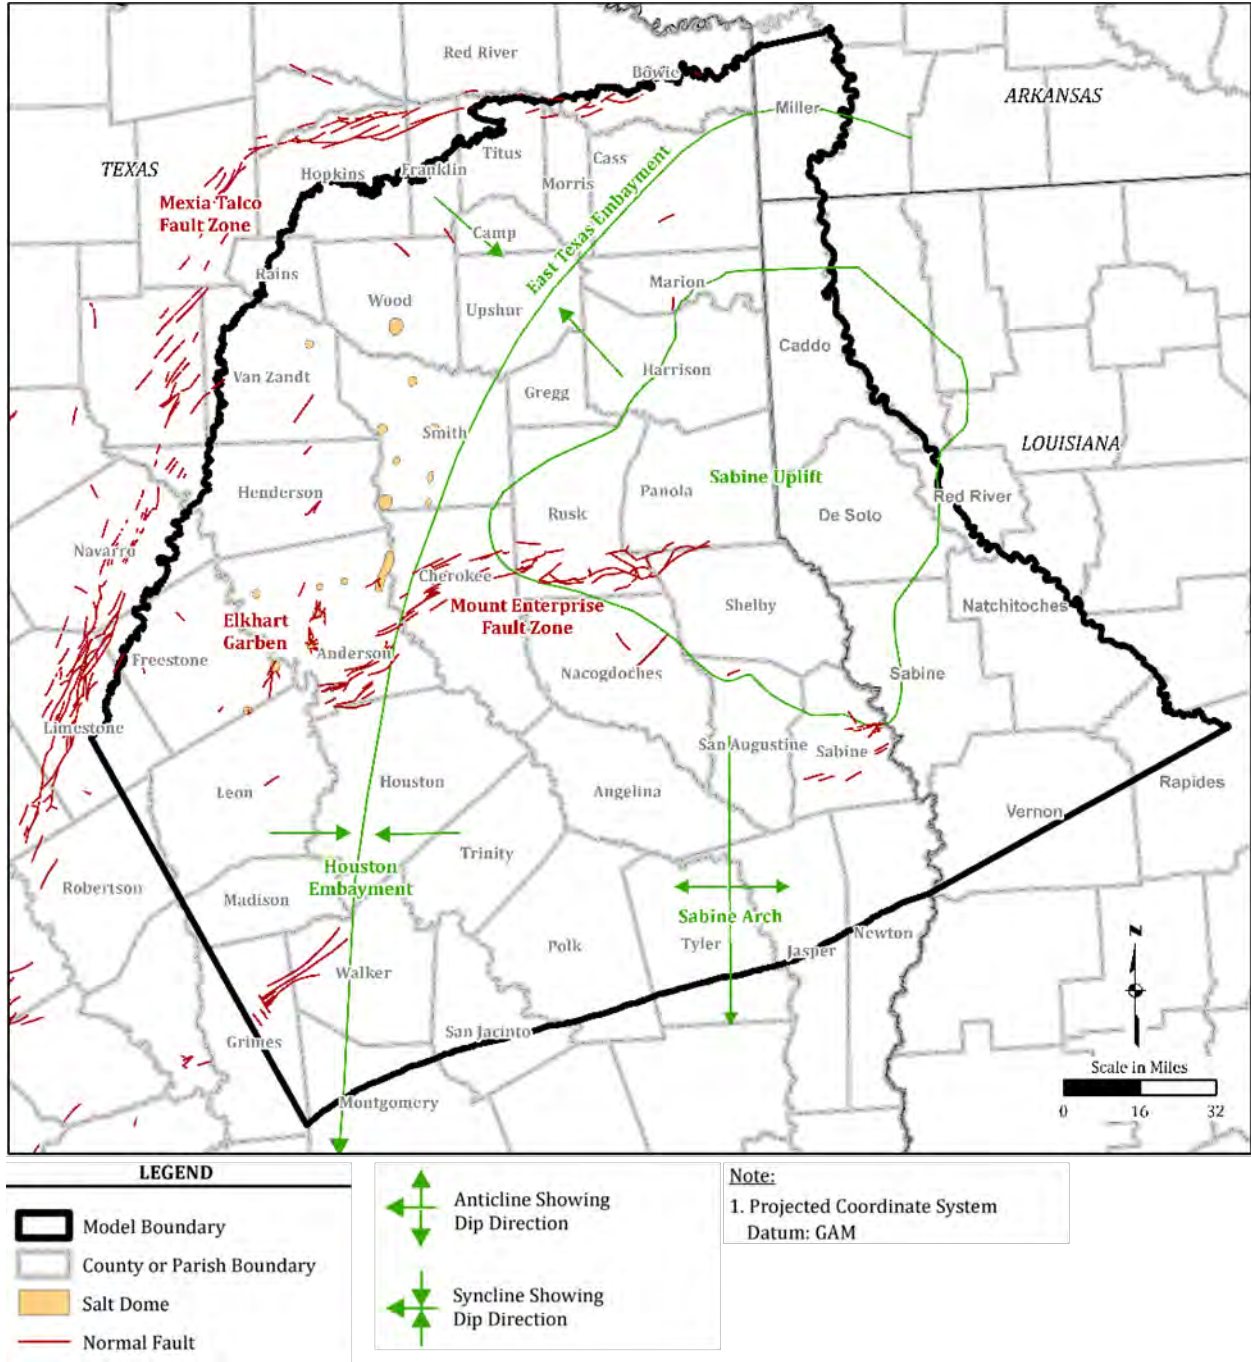 Red River
Bowie
ARKANSAS
Miller
TEXAS
Titus
Cass
Hopkins
Franklin
Morris
Mexia Talco
Fault Zone
East Texas Embayment
Camp
Rains
Wood
Marion
Upshur
Caddo
Van Zandt
Harrison
Gregg
Smith
LOUISIANA
Sabine Uplift
Henderson
Panola
Red River
Rusk
De Soto
Navarro
Cherokee
Mount Enterprise
Fault Zone
Shelby
Natchitoches
Elkhart
Garben
Anderson
Freestone
Nacogdoches
Sabine
Limestone
San Augustine
Sabine
Leon
Houston
Angelina
Rapides
Vernon
Trinity
Houston
Embayment
Robertson
Madison
Sabine Arch
Newton
Polk
Tyler
Jasper
Walker
N
San Jacinto
Grimes
Montgomery
Scale in Miles
0 16 32
LEGEND
Model Boundary
County or Parish Boundary
Salt Dome
Normal Fault
Anticline Showing
Dip Direction
Syncline Showing
Dip Direction
Note:
1. Projected Coordinate System
Datum: GAM